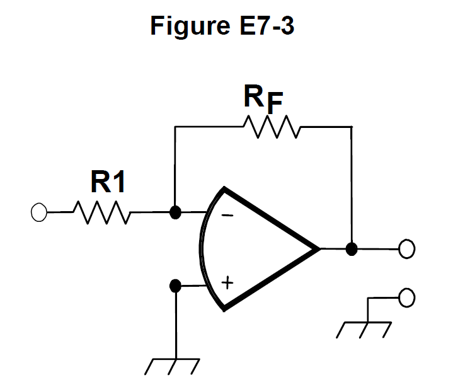 Figure E7-3
RF
R1
−
+